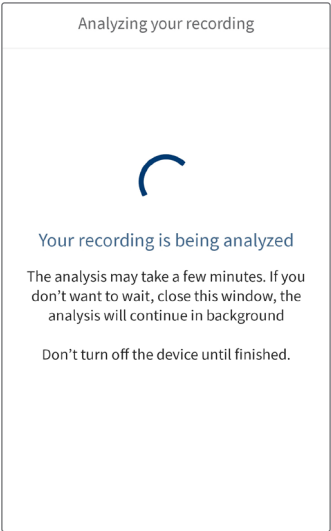 Analyzing your recording
Your recording is being analyzed
The analysis may take a few minutes. If you
don’t want to wait, close this window, the
analysis will continue in background
Don’t turn off the device until finished.